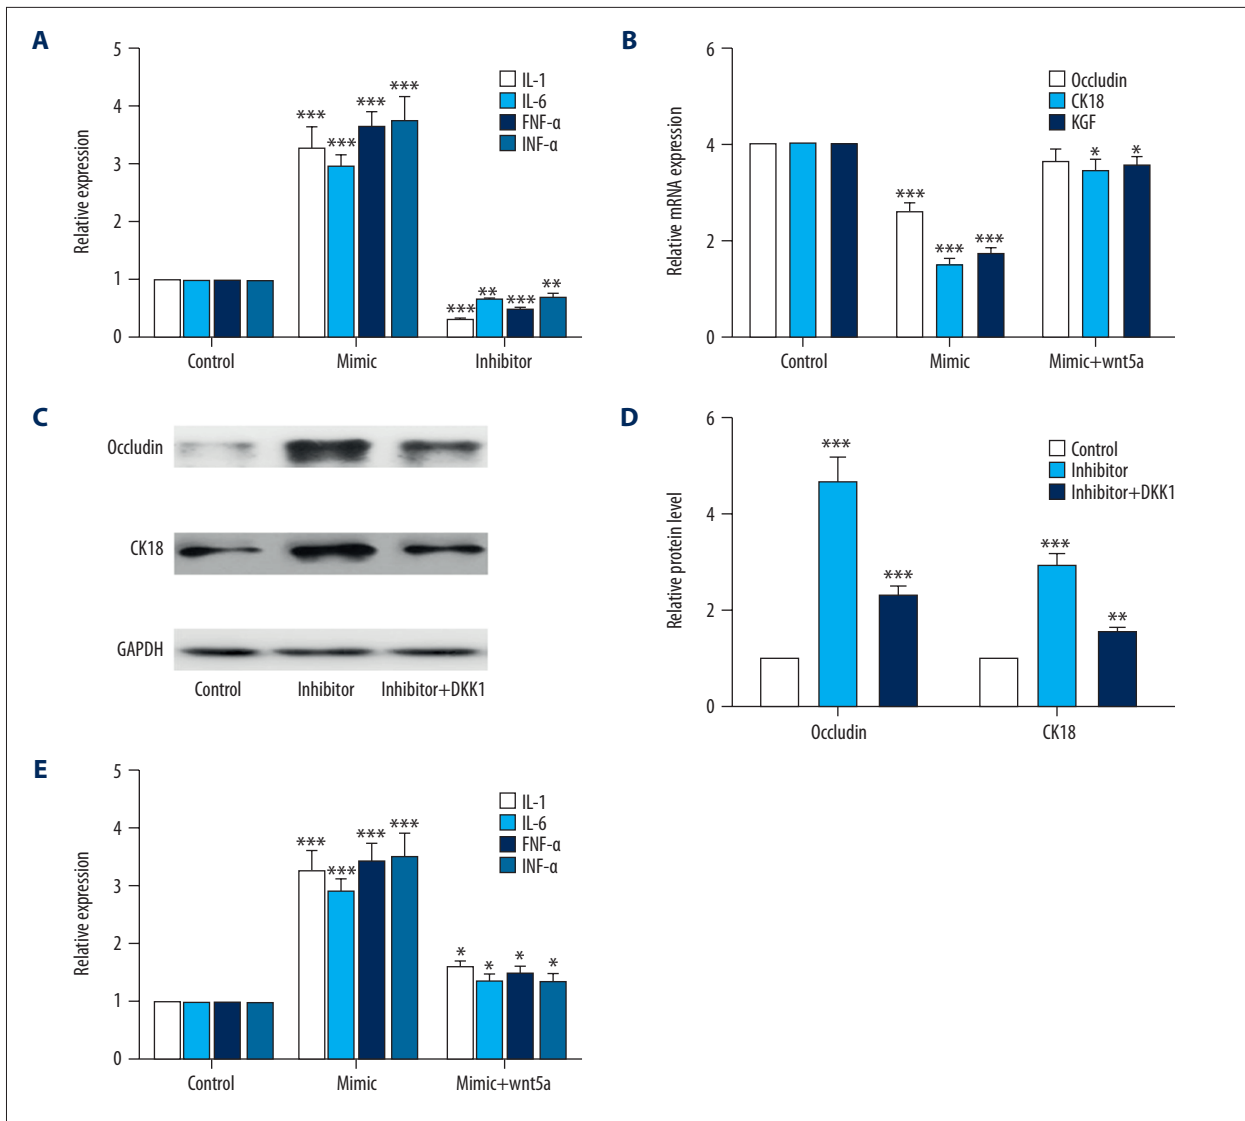 A
5
4
3
2
1
0
Relative expression
*** *** *** ***
*** ** *** **
Control Mimic Inhibitor
IL-1
IL-6
FNF-α
INF-α
B
6
4
2
0
Relative mRNA expression
*** *** ***
* *
Control Mimic Mimic+wnt5a
Occludin
CK18
KGF
C
Occludin
CK18
GAPDH
Control Inhibitor Inhibitor+DKK1
D
6
4
2
0
Relative protein level
*** ***
*** **
Occludin CK18
Control
Inhibitor
Inhibitor+DKK1
E
5
4
3
2
1
0
Relative expression
*** *** *** ***
* * * *
Control Mimic Mimic+wnt5a
IL-1
IL-6
FNF-α
INF-α